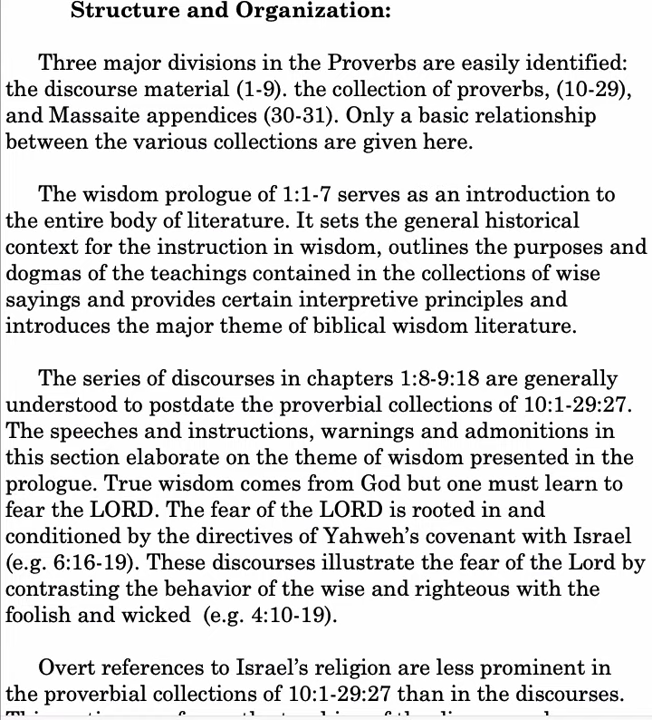 Structure and Organization:
Three major divisions in the Proverbs are easily identified:
the discourse material (1-9). the collection of proverbs, (10-29),
and Massaite appendices (30-31). Only a basic relationship
between the various collections are given here.
The wisdom prologue of 1:1-7 serves as an introduction to
the entire body of literature. It sets the general historical
context for the instruction in wisdom, outlines the purposes and
dogmas of the teachings contained in the collections of wise
sayings and provides certain interpretive principles and
introduces the major theme of biblical wisdom literature.
The series of discourses in chapters 1:8-9:18 are generally
understood to postdate the proverbial collections of 10:1-29:27.
The speeches and instructions, warnings and admonitions in
this section elaborate on the theme of wisdom presented in the
prologue. True wisdom comes from God but one must learn to
fear the LORD. The fear of the LORD is rooted in and
conditioned by the directives of Yahweh’s covenant with Israel
(e.g. 6:16-19). These discourses illustrate the fear of the Lord by
contrasting the behavior of the wise and righteous with the
foolish and wicked (e.g. 4:10-19).
Overt references to Israel’s religion are less prominent in
the proverbial collections of 10:1-29:27 than in the discourses.